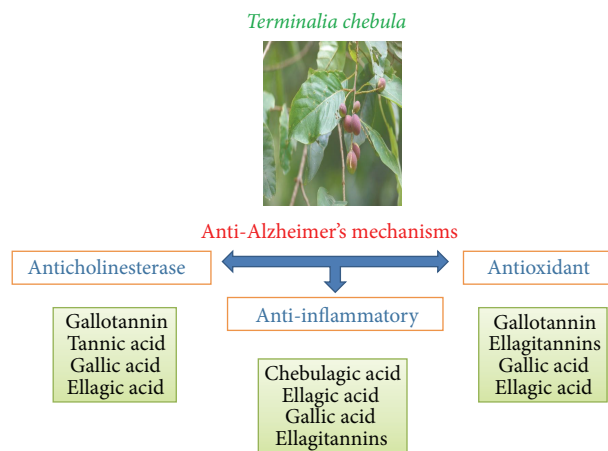 Terminalia chebula
Anti-Alzheimer's mechanisms
Anticholinesterase
Gallotannin
Tannic acid
Gallic acid
Ellagic acid
Anti-inflammatory
Chebulagic acid
Ellagic acid
Gallic acid
Ellagitannins
Antioxidant
Gallotannin
Ellagitannins
Gallic acid
Ellagic acid